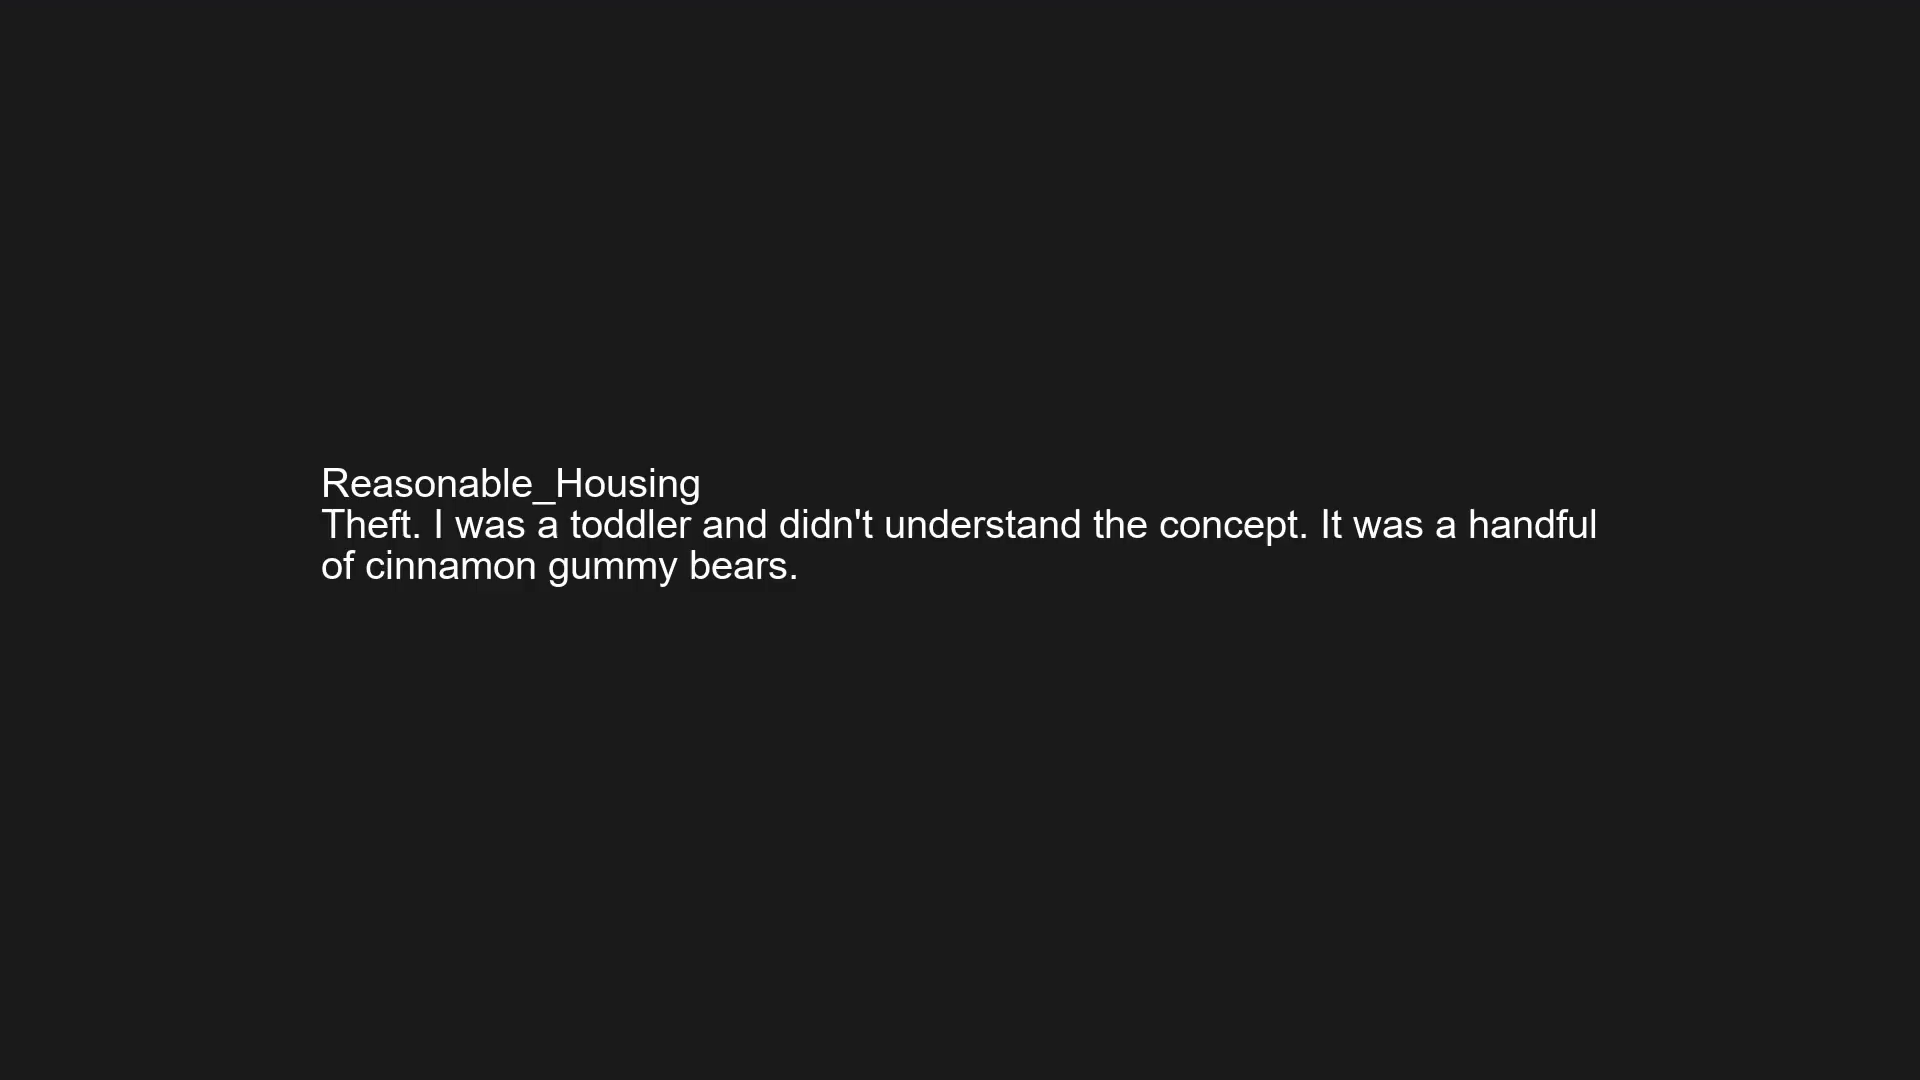 Reasonable_Housing
Theft. I was a toddler and didn't understand the concept. It was a handful
of cinnamon gummy bears.